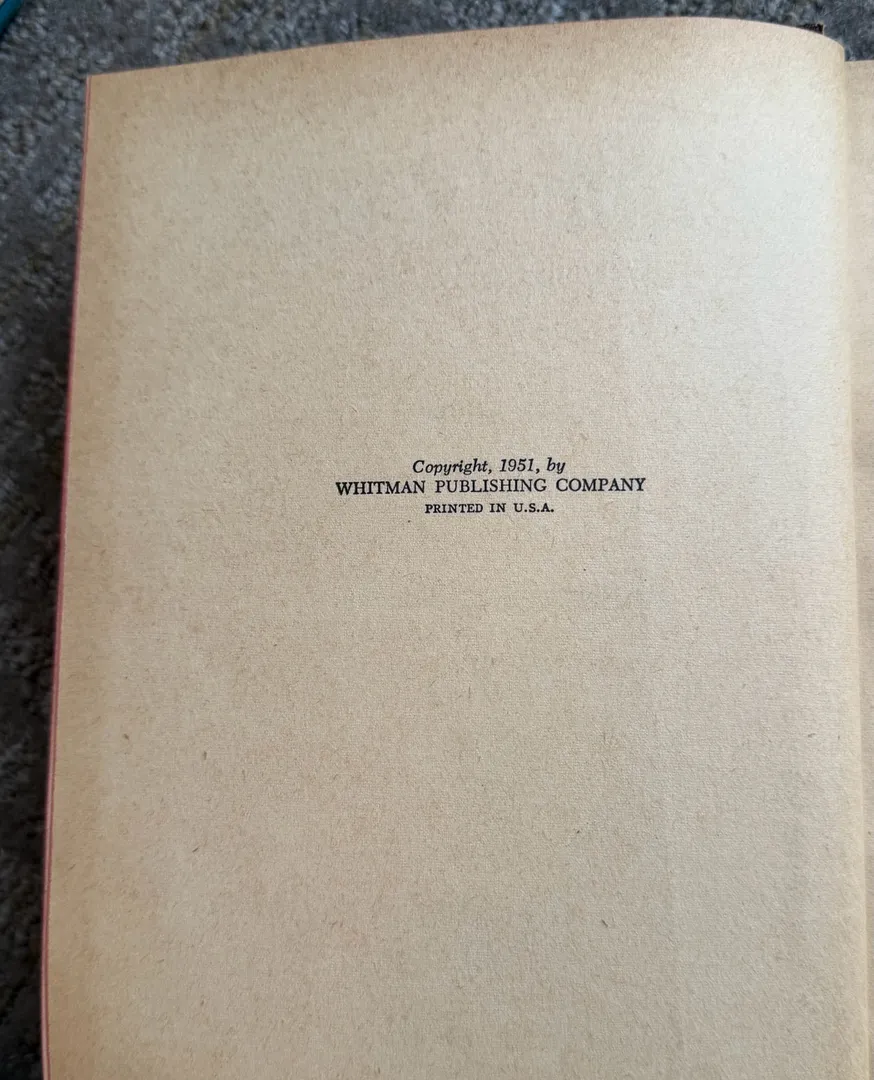 Copyright, 1951, by
WHITMAN PUBLISHING COMPANY
PRINTED IN U.S.A.